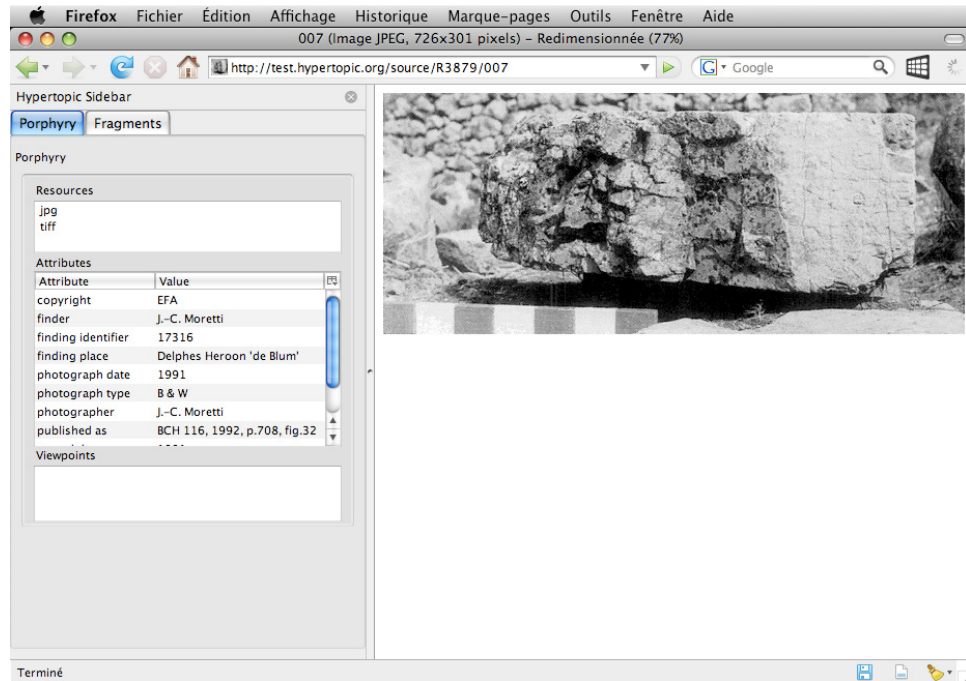 Firefox Fichier Édition Affichage Historique Marque-pages Outils Fenêtre Aide
007 (Image JPEG, 726x301 pixels) – Redimensionnée (77%)
http://test.hypertopic.org/source/R3879/007
G Google
Hypertopic Sidebar
Porphyry Fragments
Porphyry
Resources
jpg
tiff
Attributes
Attribute Value
copyright EFA
finder J.-C. Moretti
finding identifier 17316
finding place Delphes Heroon 'de Blum'
photograph date 1991
photograph type B & W
photographer J.-C. Moretti
published as BCH 116, 1992, p.708, fig.32
Viewpoints
Terminé